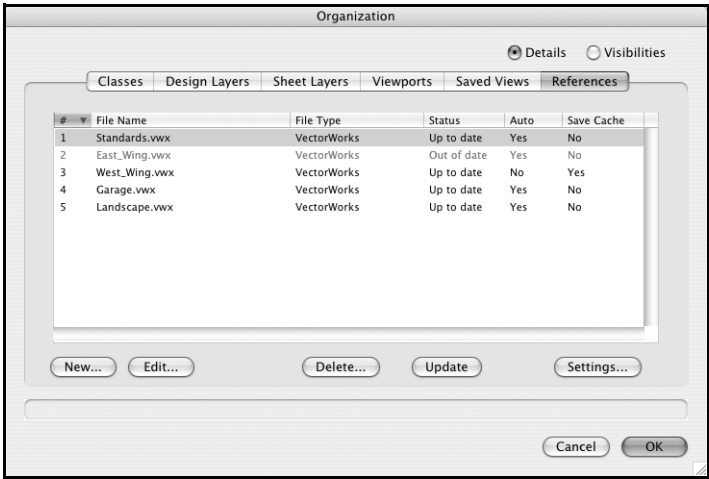 Organization
Details Visibilities
Classes Design Layers Sheet Layers Viewports Saved Views References
# File Name File Type Status Auto Save Cache
1 Standards.vwx VectorWorks Up to date Yes No
2 East_Wing.vwx VectorWorks Out of date Yes No
3 West_Wing.vwx VectorWorks Up to date No Yes
4 Garage.vwx VectorWorks Up to date Yes No
5 Landscape.vwx VectorWorks Up to date Yes No
New... Edit... Delete... Update Settings...
Cancel OK